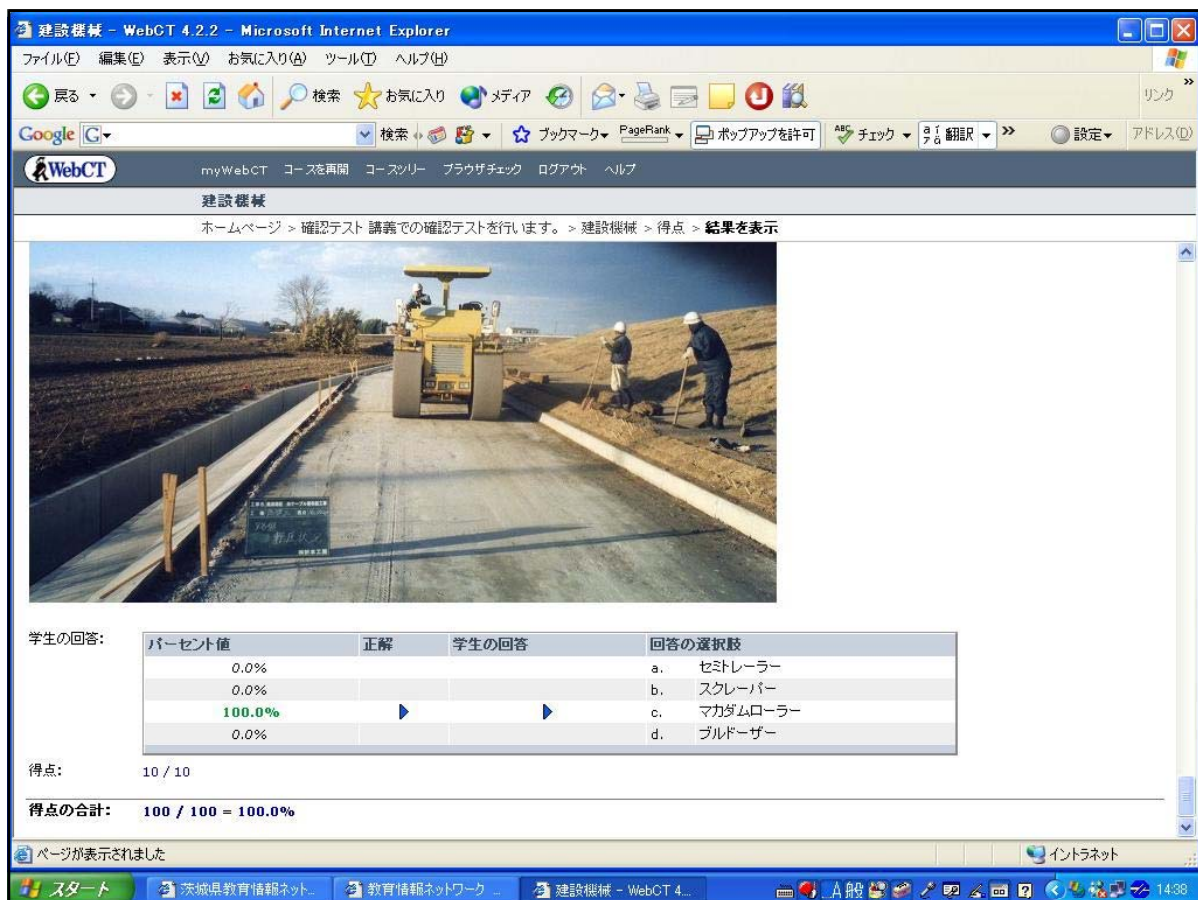 建設機械 - WebCT 4.2.2 - Microsoft Internet Explorer
ファイル(F) 編集(E) 表示(V) お気に入り(A) ツール(T) ヘルプ(H)
戻る 検索 お気に入り メディア リンク »
Google G 検索 ブックマーク PageRank ポップアップを許可 ABC チェック 翻訳 » 設定 アドレス(D)
WebCT myWebCT コースを再開 コースツリー ブラウザチェック ログアウト ヘルプ
建設機械
ホームページ > 確認テスト 講義での確認テストを行います。 > 建設機械 > 得点 > 結果を表示
学生の回答:
パーセント値 正解 学生の回答 回答の選択肢
0.0% a. セミトレーラー
0.0% b. スクレーパー
100.0% c. マカダムローラー
0.0% d. ブルドーザー
得点: 10 / 10
得点の合計: 100 / 100 = 100.0%
ページが表示されました イントラネット
スタート 茨城県教育情報ネット... 教育情報ネットワーク ... 建設機械 - WebCT 4... A 般 14:38